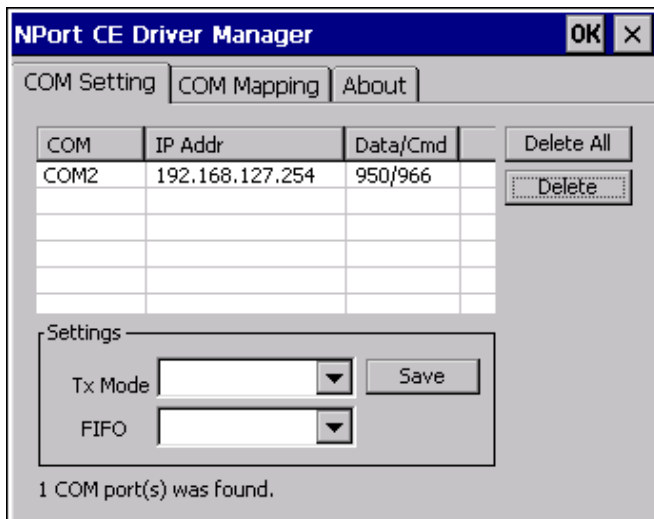 NPort CE Driver Manager OK ×
COM Setting COM Mapping About
COM IP Addr Data/Cmd Delete All
COM2 192.168.127.254 950/966
Delete
Settings
Tx Mode Save
FIFO
1 COM port(s) was found.